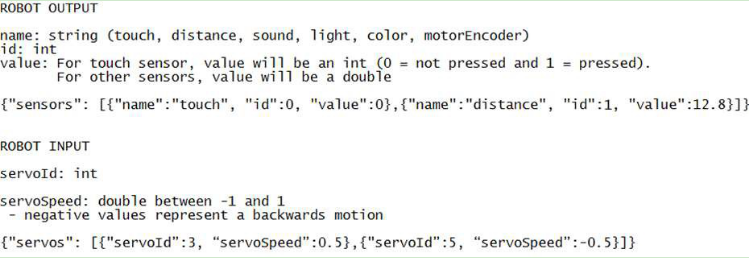 ROBOT OUTPUT
name: string (touch, distance, sound, light, color, motorEncoder)
id: int
value: For touch sensor, value will be an int (0 = not pressed and 1 = pressed).
For other sensors, value will be a double
{"sensors": [{"name":"touch", "id":0, "value":0},{"name":"distance", "id":1, "value":12.8}]}
ROBOT INPUT
servoId: int
servoSpeed: double between -1 and 1
- negative values represent a backwards motion
{"servos": [{"servoId":3, “servoSpeed":0.5},{"servoId":5, “servoSpeed":-0.5}]}